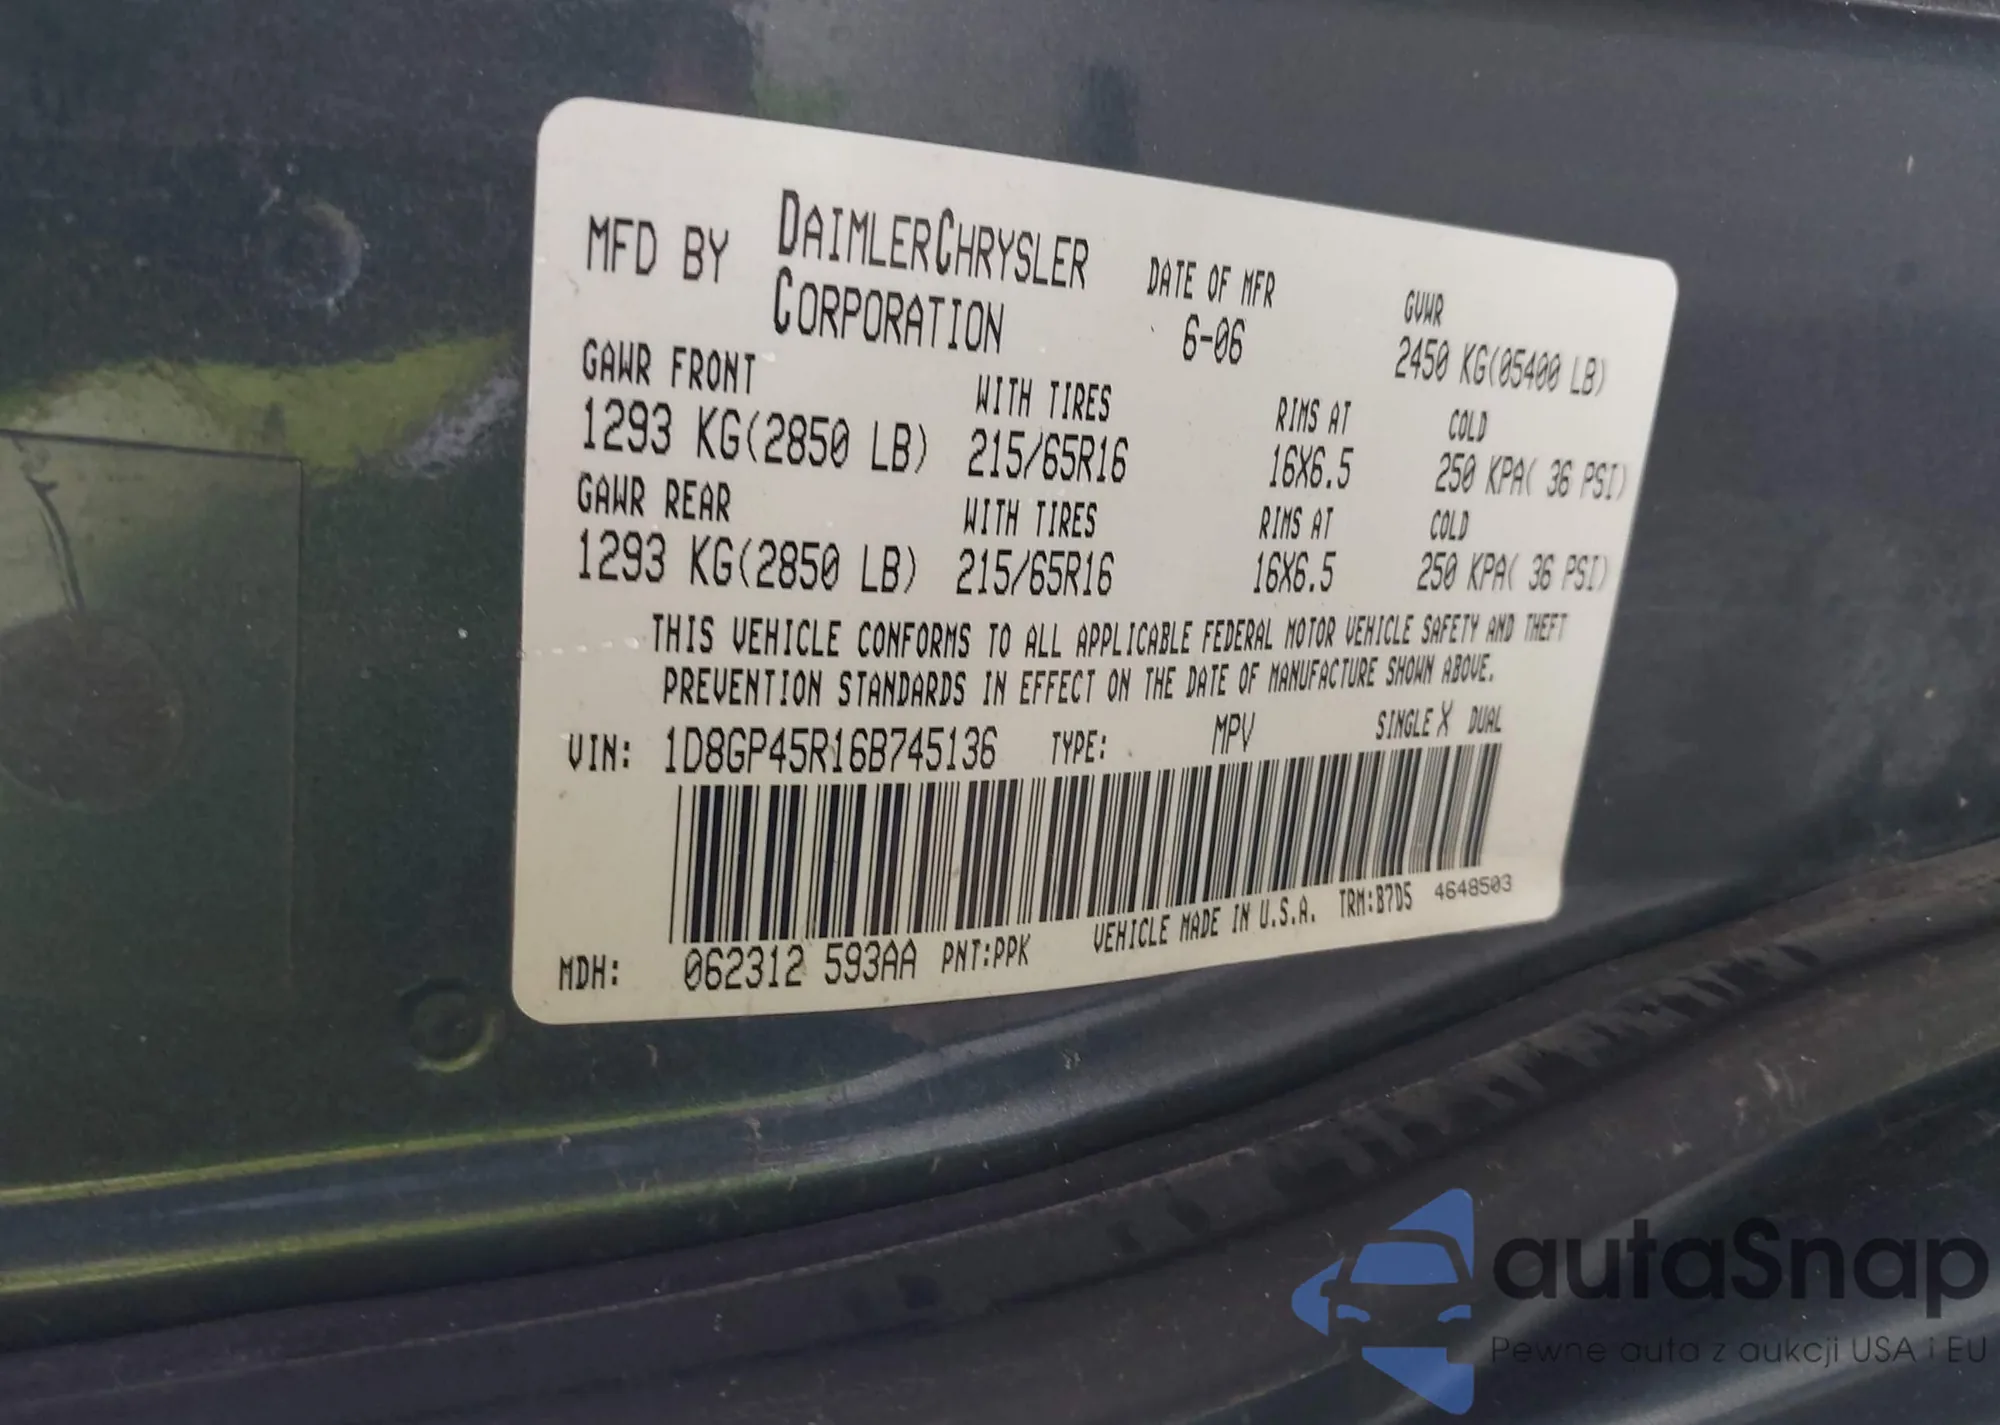 MFD BY DAIMLERCHRYSLER CORPORATION DATE OF MFR 6-06 GVWR 2450 KG(05400 LB)
GAWR FRONT WITH TIRES RIMS AT COLD
1293 KG(2850 LB) 215/65R16 16X6.5 250 KPA( 36 PSI)
GAWR REAR WITH TIRES RIMS AT COLD
1293 KG(2850 LB) 215/65R16 16X6.5 250 KPA( 36 PSI)
THIS VEHICLE CONFORMS TO ALL APPLICABLE FEDERAL MOTOR VEHICLE SAFETY AND THEFT
PREVENTION STANDARDS IN EFFECT ON THE DATE OF MANUFACTURE SHOWN ABOVE.
VIN: 1D8GP45R16B745136 TYPE: MPV SINGLE X DUAL
MDH: 062312 593AA PNT:PPK VEHICLE MADE IN U.S.A. TRM:B7D5 4648503
autaSnap
Pewne auta z aukcji USA i EU